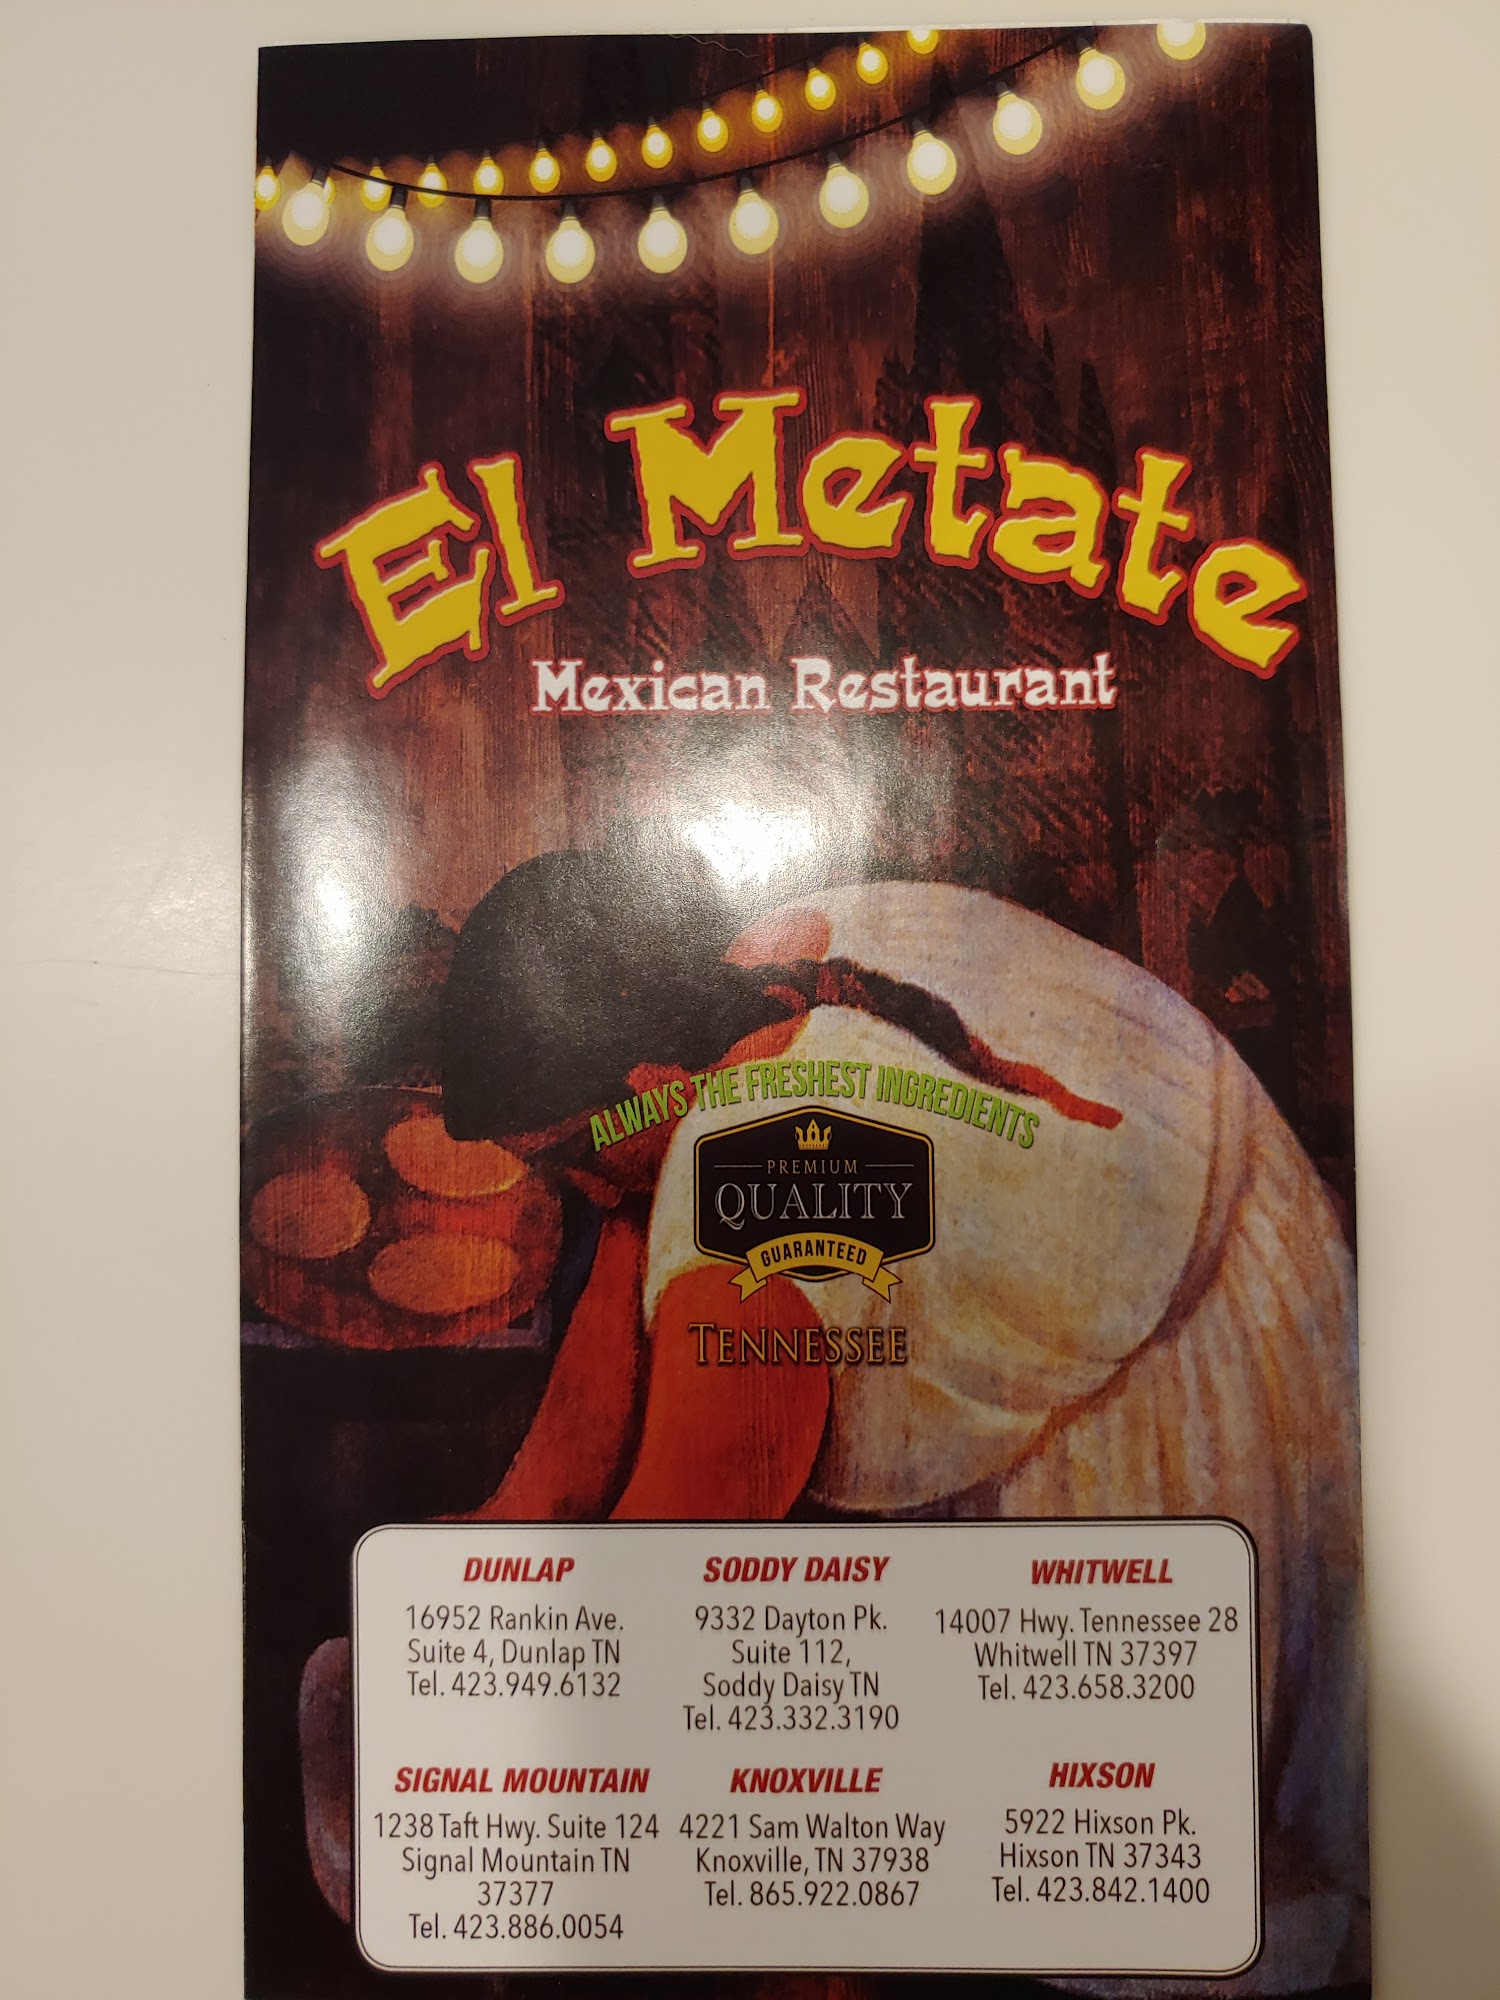 El Metate
Mexican Restaurant
ALWAYS THE FRESHEST INGREDIENTS
PREMIUM
QUALITY
GUARANTEED
TENNESSEE
DUNLAP
16952 Rankin Ave.
Suite 4, Dunlap TN
Tel. 423.949.6132
SODDY DAISY
9332 Dayton Pk.
Suite 112,
Soddy Daisy TN
Tel. 423.332.3190
WHITWELL
14007 Hwy. Tennessee 28
Whitwell TN 37397
Tel. 423.658.3200
SIGNAL MOUNTAIN
1238 Taft Hwy. Suite 124
Signal Mountain TN
37377
Tel. 423.886.0054
KNOXVILLE
4221 Sam Walton Way
Knoxville, TN 37938
Tel. 865.922.0867
HIXSON
5922 Hixson Pk.
Hixson TN 37343
Tel. 423.842.1400